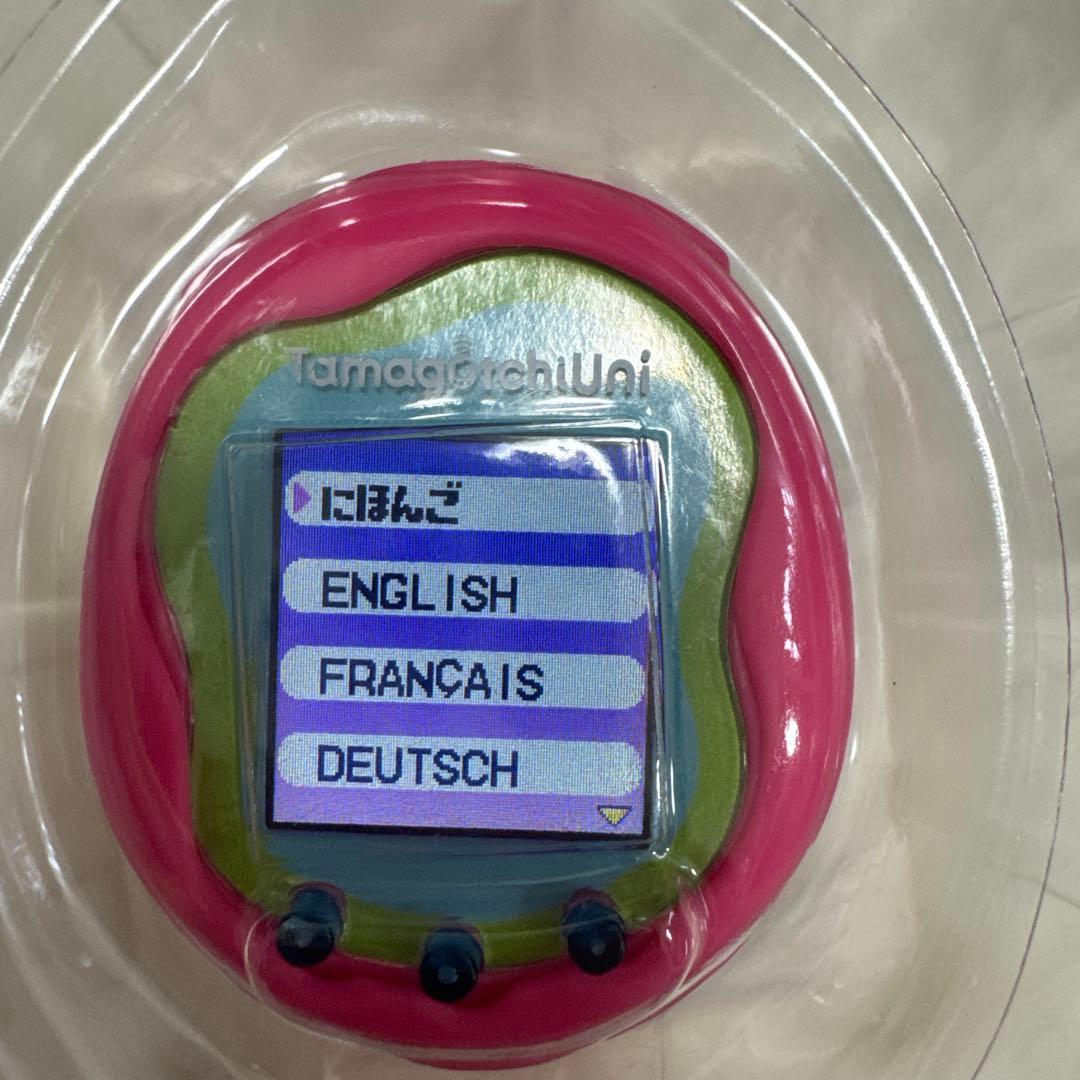 TamagotchiUni
にほんご
ENGLISH
FRANÇAIS
DEUTSCH